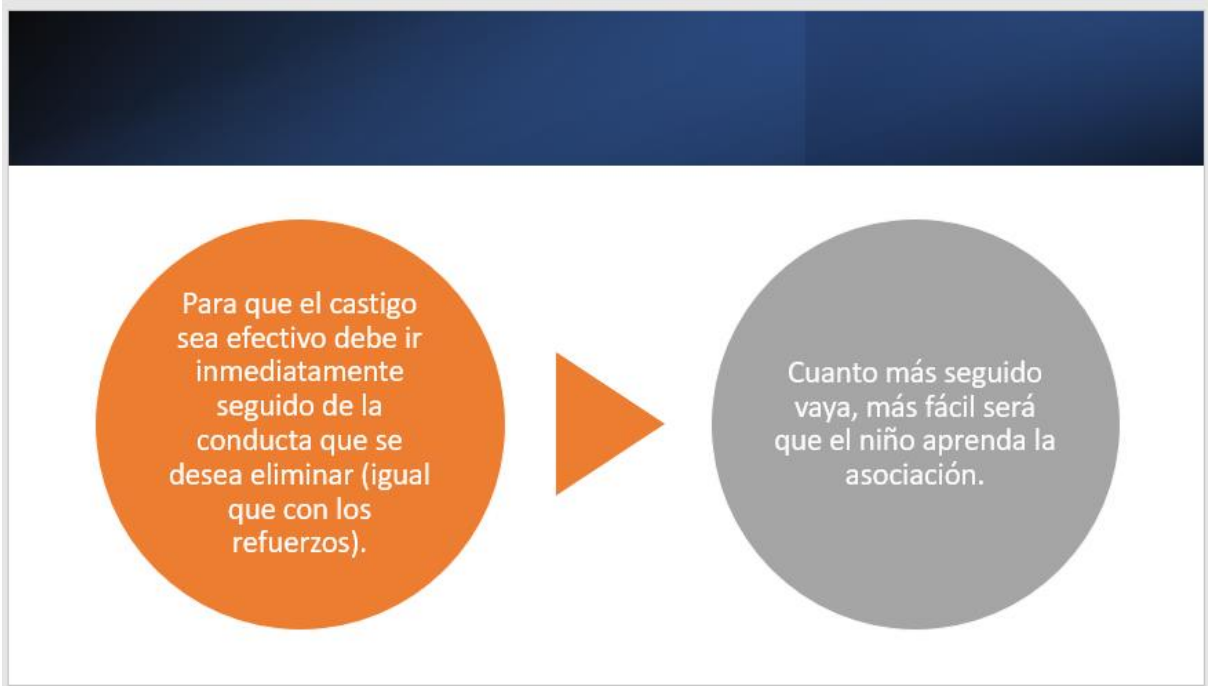 Para que el castigo
sea efectivo debe ir
inmediatamente
seguido de la
conducta que se
desea eliminar (igual
que con los
refuerzos).
Cuanto más seguido
vaya, más fácil será
que el niño aprenda la
asociación.